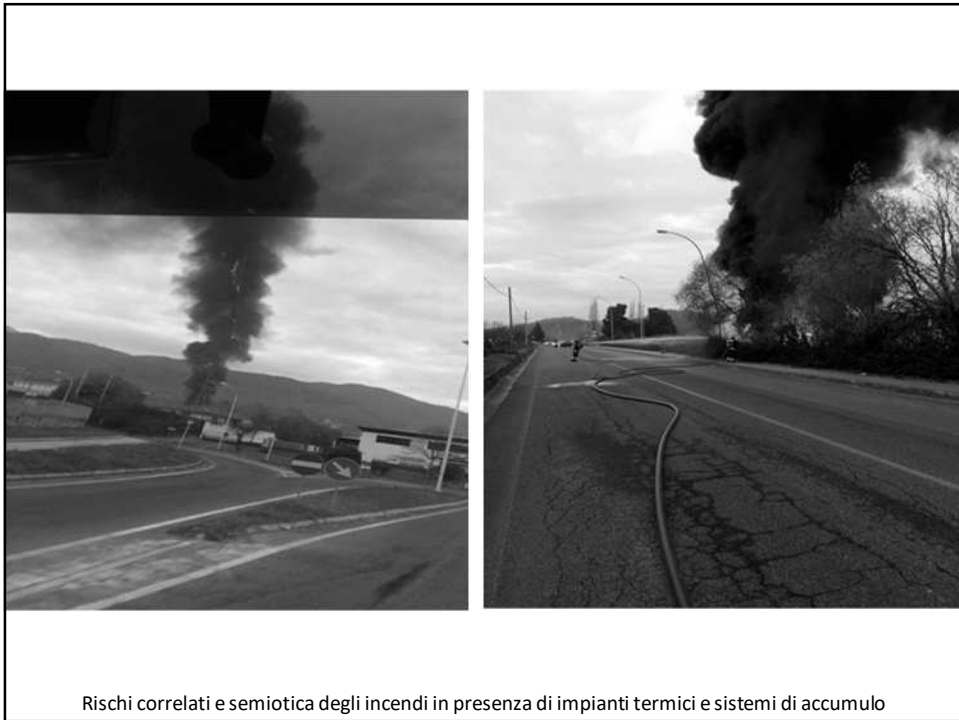 Rischi correlati e semiotica degli incendi in presenza di impianti termici e sistemi di accumulo